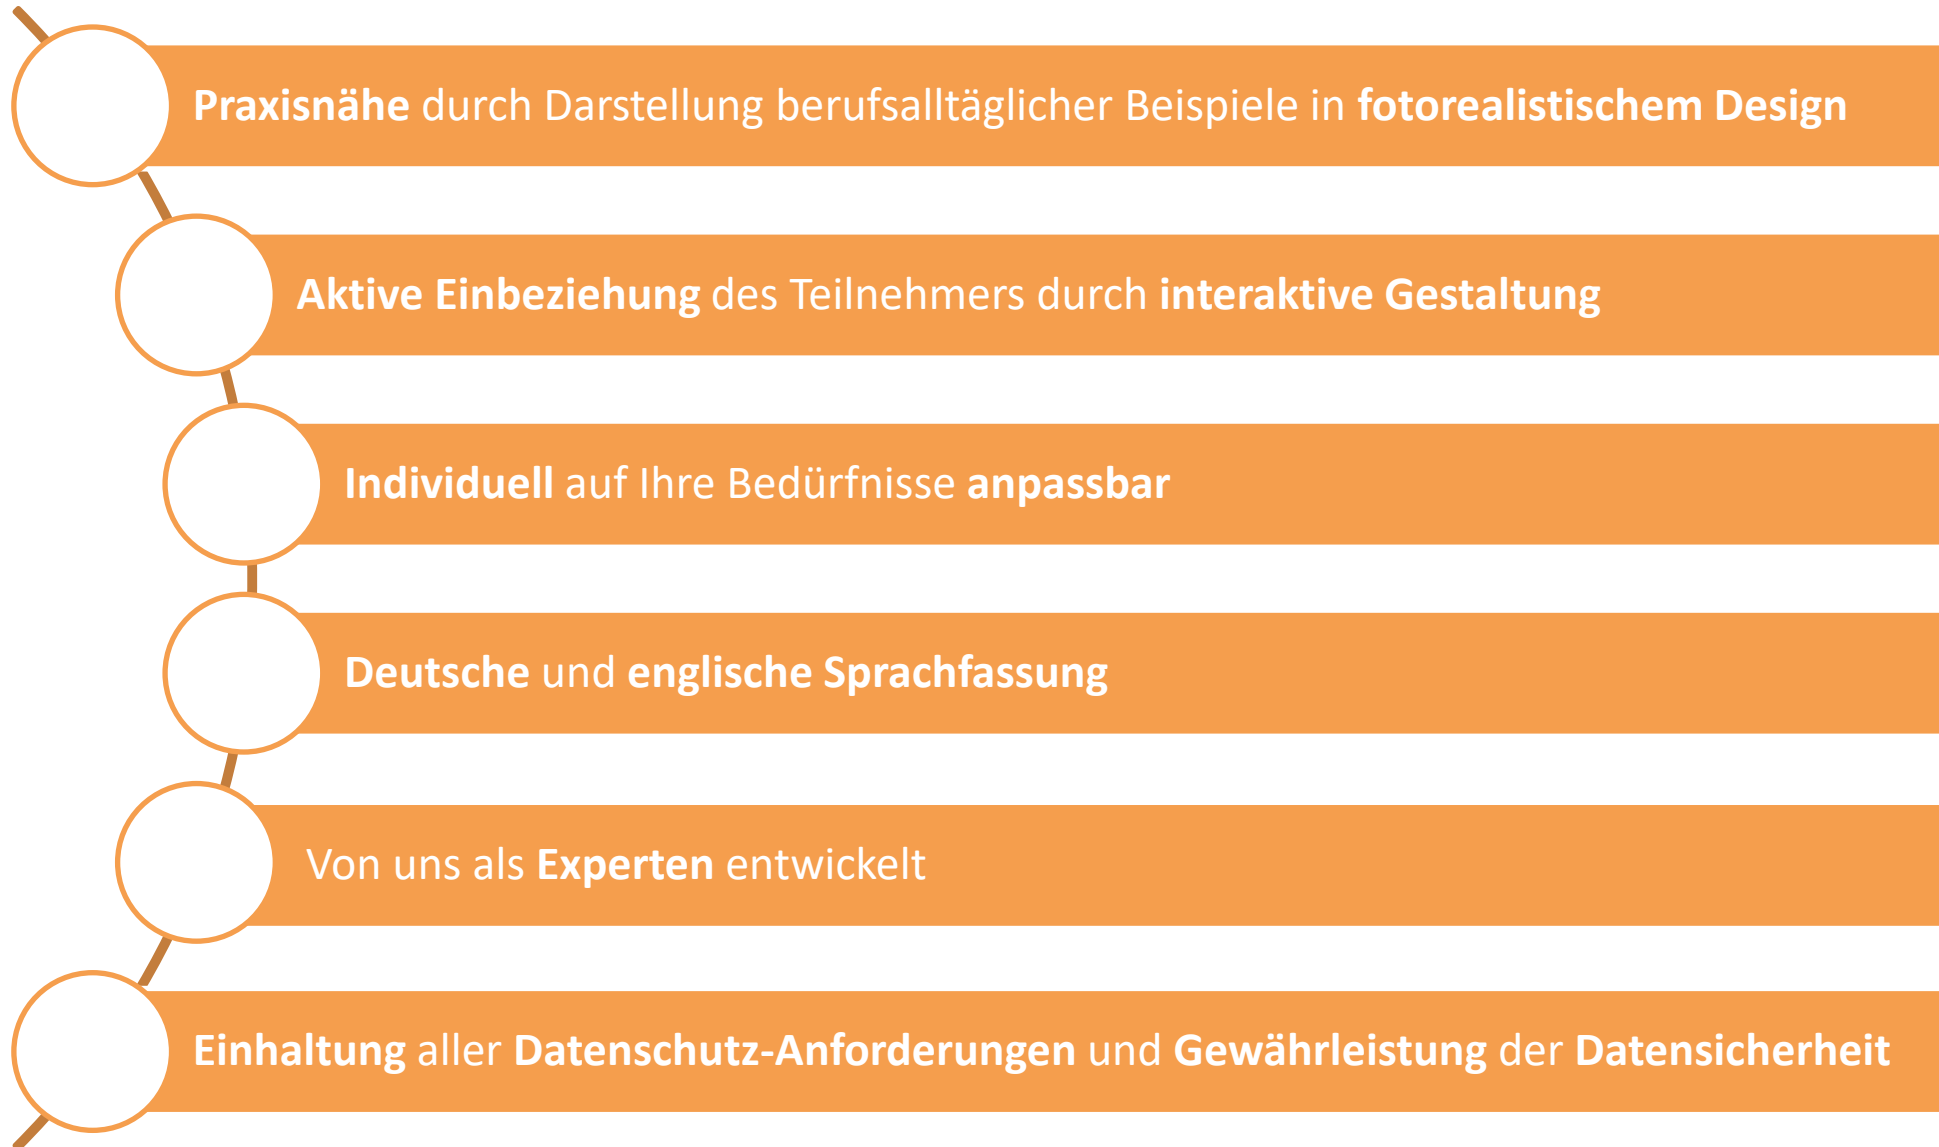 Praxisnähe durch Darstellung berufsalltäglicher Beispiele in fotorealistischem Design
Aktive Einbeziehung des Teilnehmers durch interaktive Gestaltung
Individuell auf Ihre Bedürfnisse anpassbar
Deutsche und englische Sprachfassung
Von uns als Experten entwickelt
Einhaltung aller Datenschutz-Anforderungen und Gewährleistung der Datensicherheit